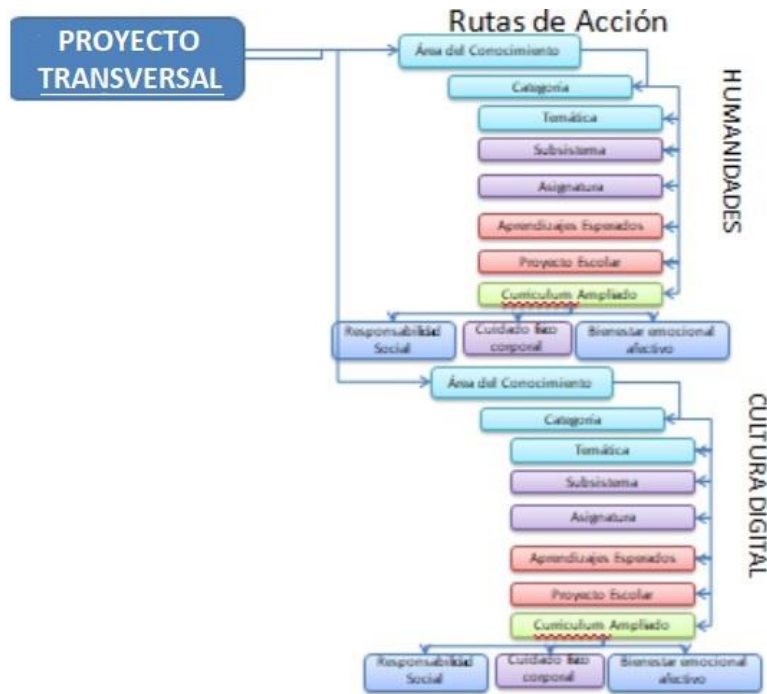 Rutas de Acción
PROYECTO
TRANSVERSAL
Área del Conocimiento
Categoría
Temática
Subsistema
Asignatura
Aprendizajes Esperados
Proyecto Escolar
Curriculum Ampliado
Responsabilidad
Social
Cuidado físico
corporal
Bienestar emocional
afectivo
HUMANIDADES
Área del Conocimiento
Categoría
Temática
Subsistema
Asignatura
Aprendizajes Esperados
Proyecto Escolar
Curriculum Ampliado
Responsabilidad
Social
Cuidado físico
corporal
Bienestar emocional
afectivo
CULTURA DIGITAL